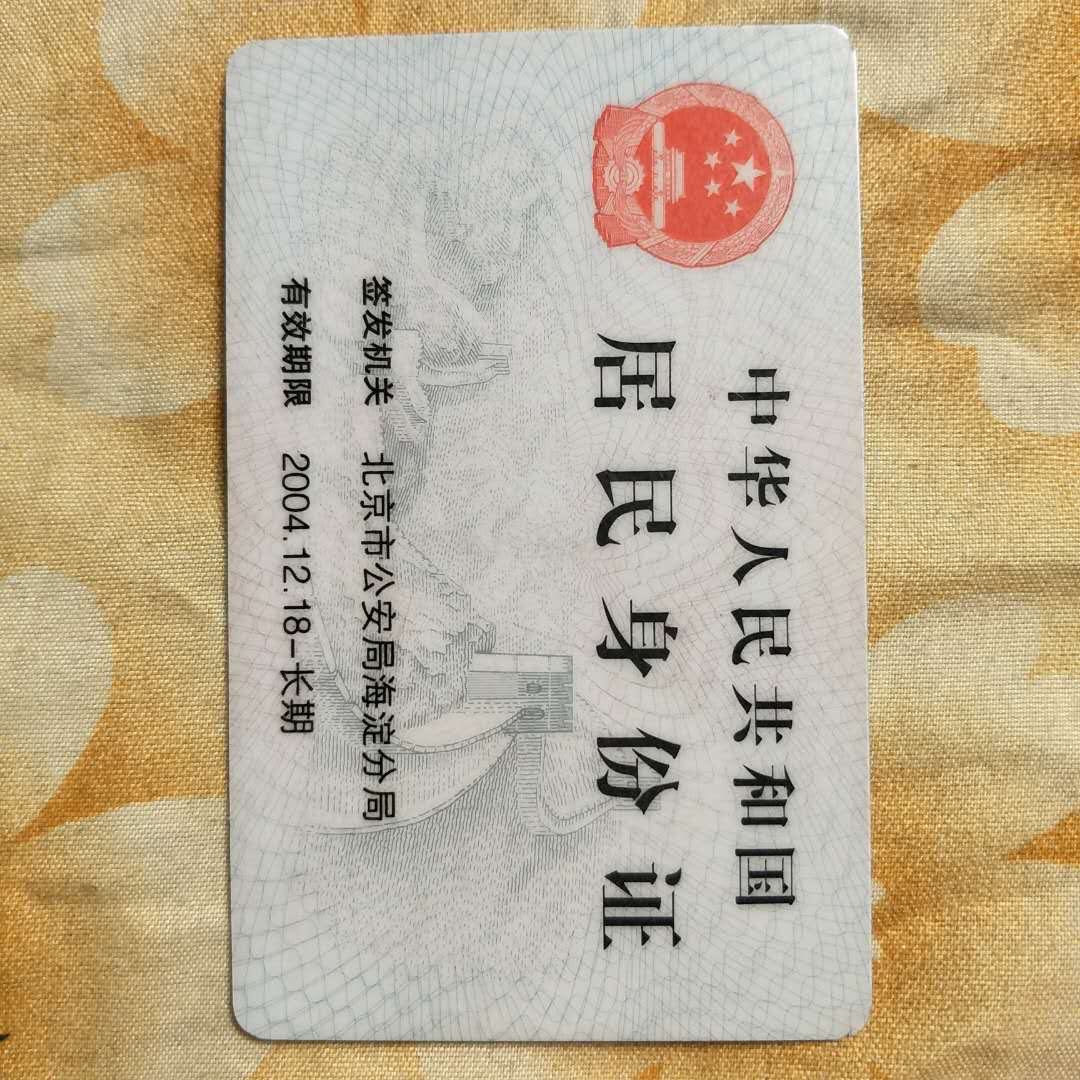 中华人民共和国
居民身份证
签发机关 北京市公安局海淀分局
有效期限 2004.12.18-长期